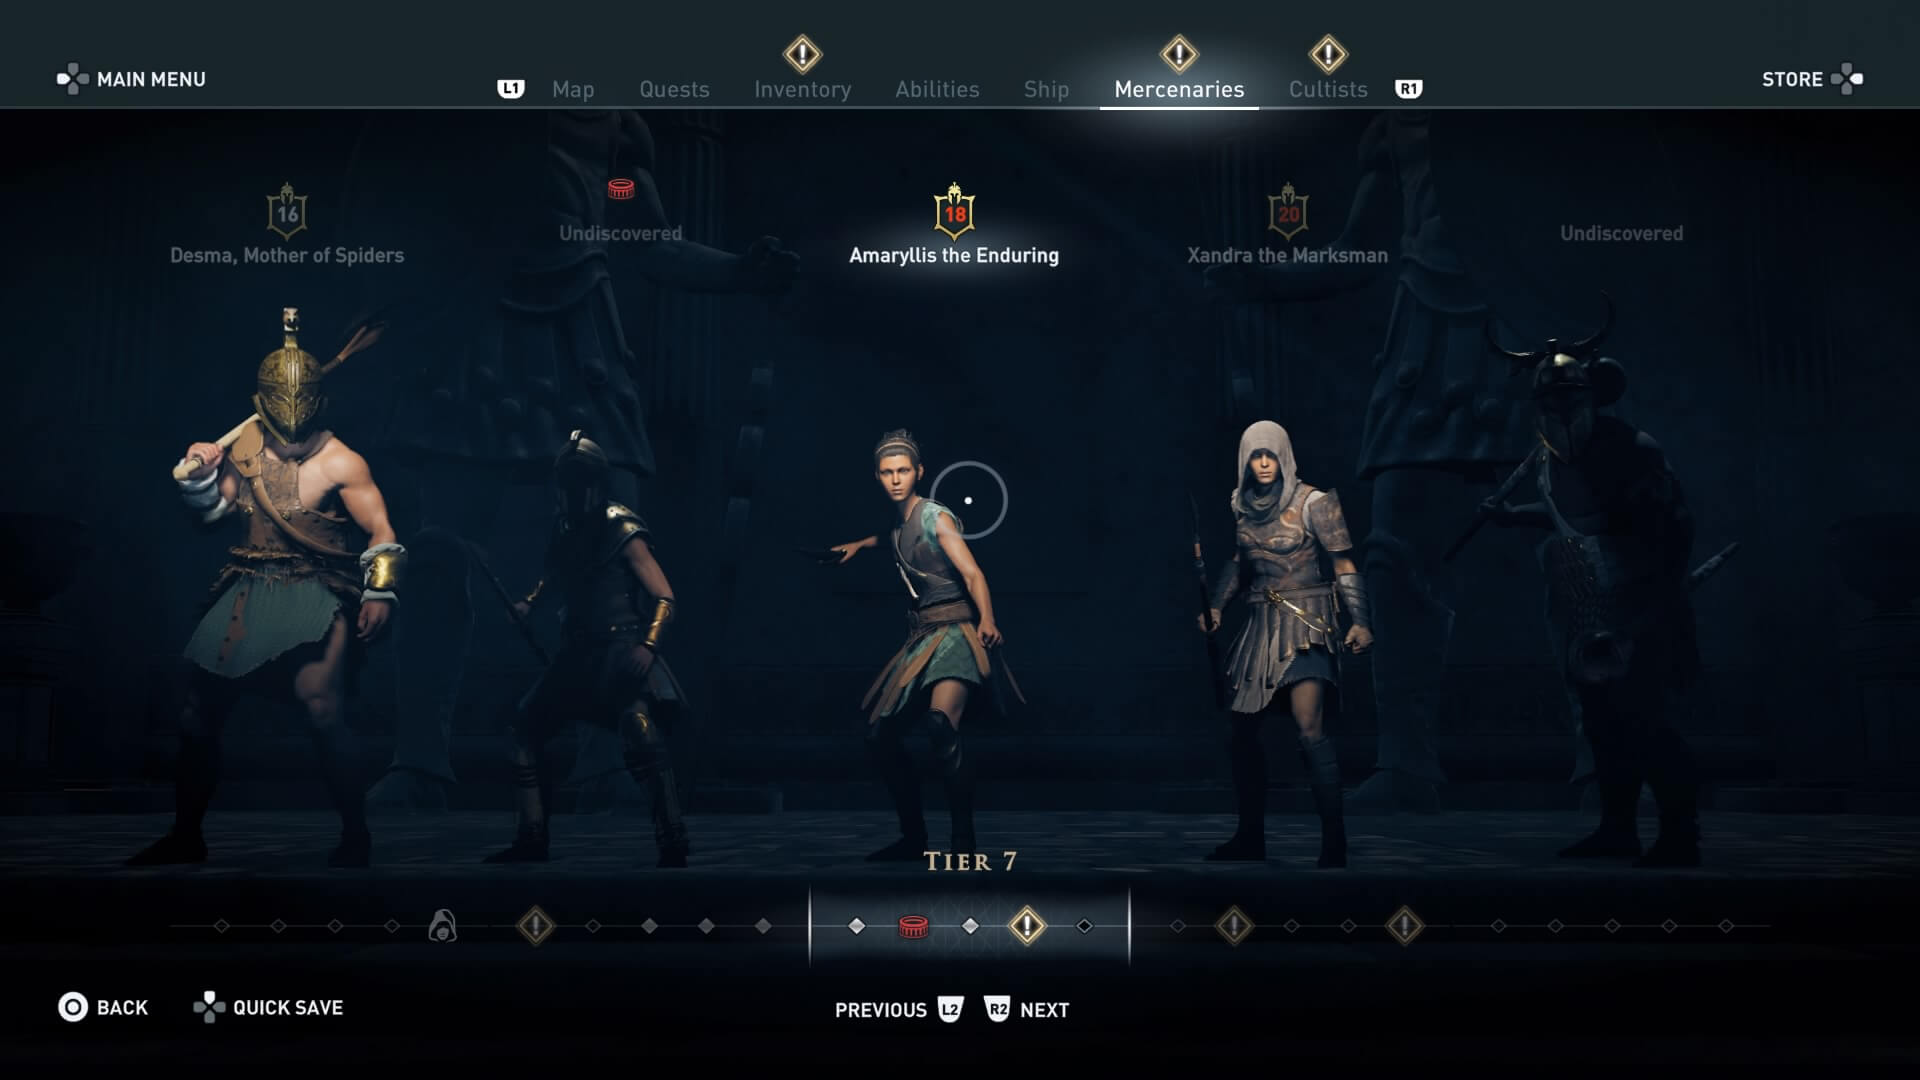 MAIN MENU
L1 Map Quests Inventory Abilities Ship Mercenaries Cultists R1
STORE
16
Desma, Mother of Spiders
Undiscovered
18
Amaryllis the Enduring
20
Xandra the Marksman
Undiscovered
TIER 7
BACK
QUICK SAVE
PREVIOUS L2 R2 NEXT